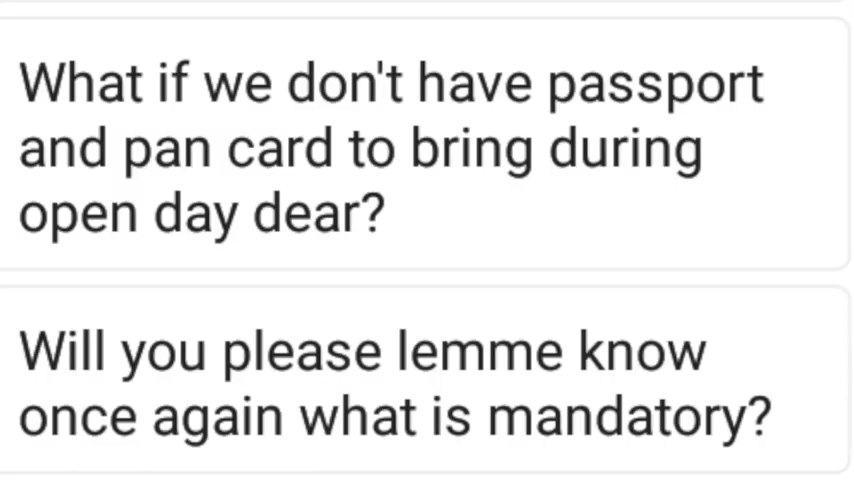 What if we don't have passport
and pan card to bring during
open day dear?
Will you please lemme know
once again what is mandatory?